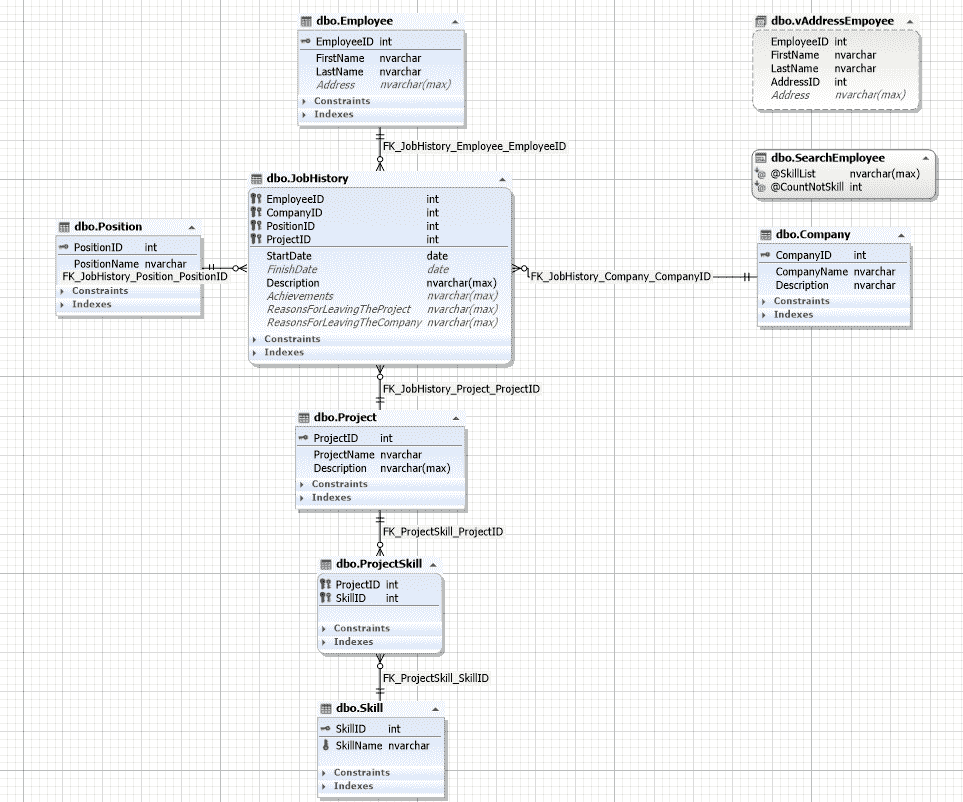 dbo.Employee
EmployeeID int
FirstName nvarchar
LastName nvarchar
Address nvarchar(max)
Constraints
Indexes
dbo.vAddressEmpoyee
EmployeeID int
FirstName nvarchar
LastName nvarchar
AddressID int
Address nvarchar(max)
FK_JobHistory_Employee_EmployeeID
dbo.SearchEmployee
@SkillList nvarchar(max)
@CountNotSkill int
dbo.JobHistory
EmployeeID int
CompanyID int
PositionID int
ProjectID int
StartDate date
FinishDate date
Description nvarchar(max)
Achievements nvarchar(max)
ReasonsForLeavingTheProject nvarchar(max)
ReasonsForLeavingTheCompany nvarchar(max)
Constraints
Indexes
dbo.Position
PositionID int
PositionName nvarchar
FK_JobHistory_Position_PositionID
Constraints
Indexes
FK_JobHistory_Company_CompanyID
dbo.Company
CompanyID int
CompanyName nvarchar
Description nvarchar
Constraints
Indexes
FK_JobHistory_Project_ProjectID
dbo.Project
ProjectID int
ProjectName nvarchar
Description nvarchar(max)
Constraints
Indexes
FK_ProjectSkill_ProjectID
dbo.ProjectSkill
ProjectID int
SkillID int
Constraints
Indexes
FK_ProjectSkill_SkillID
dbo.Skill
SkillID int
SkillName nvarchar
Constraints
Indexes